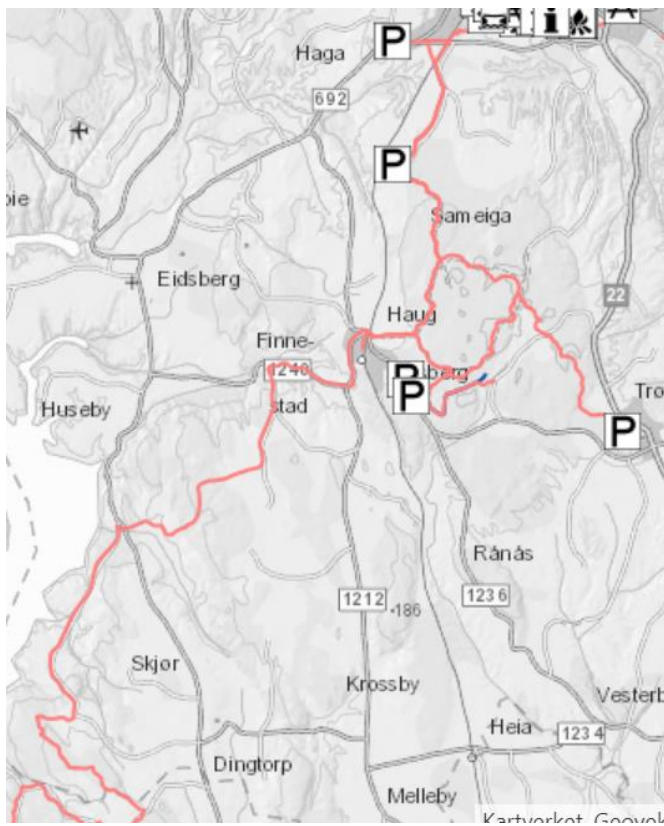 P
Haga
692
P
Sameiga
Eidsberg
22
Haug
Finne-
1240
berg
P
P
stad
Huseby
P
Rånås
1212
1236
186
Skjør
Krossby
Heia
1234
Dingtorp
Melleby